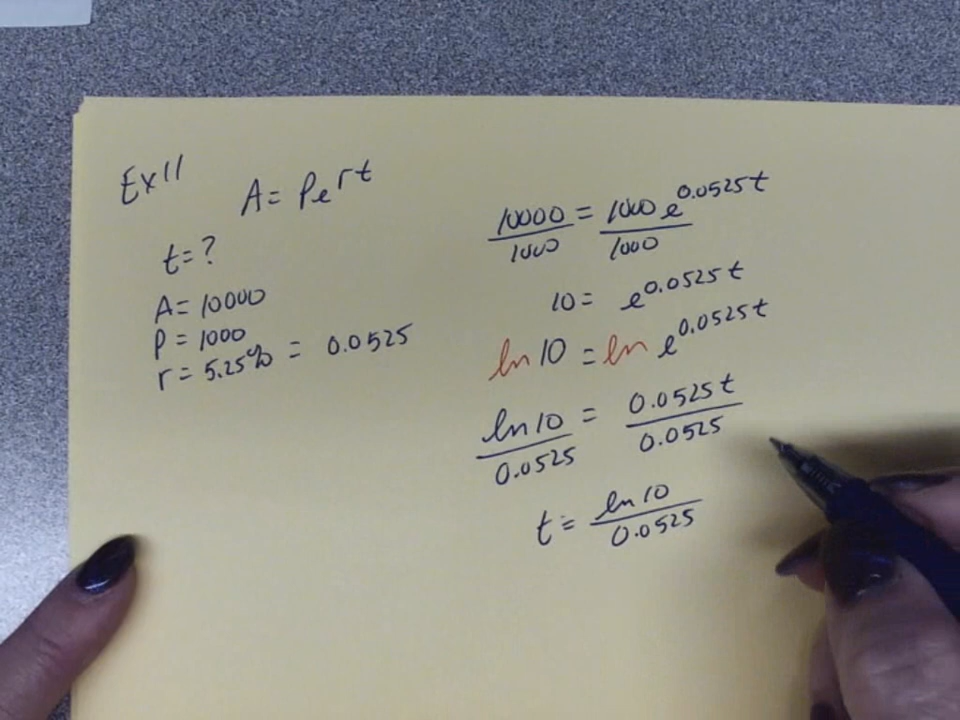 Ex 11
A = Pe^rt
t = ?
A = 10000
P = 1000
r = 5.25% = 0.0525
10000/1000 = 1000 e^0.0525t/1000
10 = e^0.0525t
ln 10 = ln e^0.0525t
ln 10/0.0525 = 0.0525t/0.0525
t = ln 10/0.0525